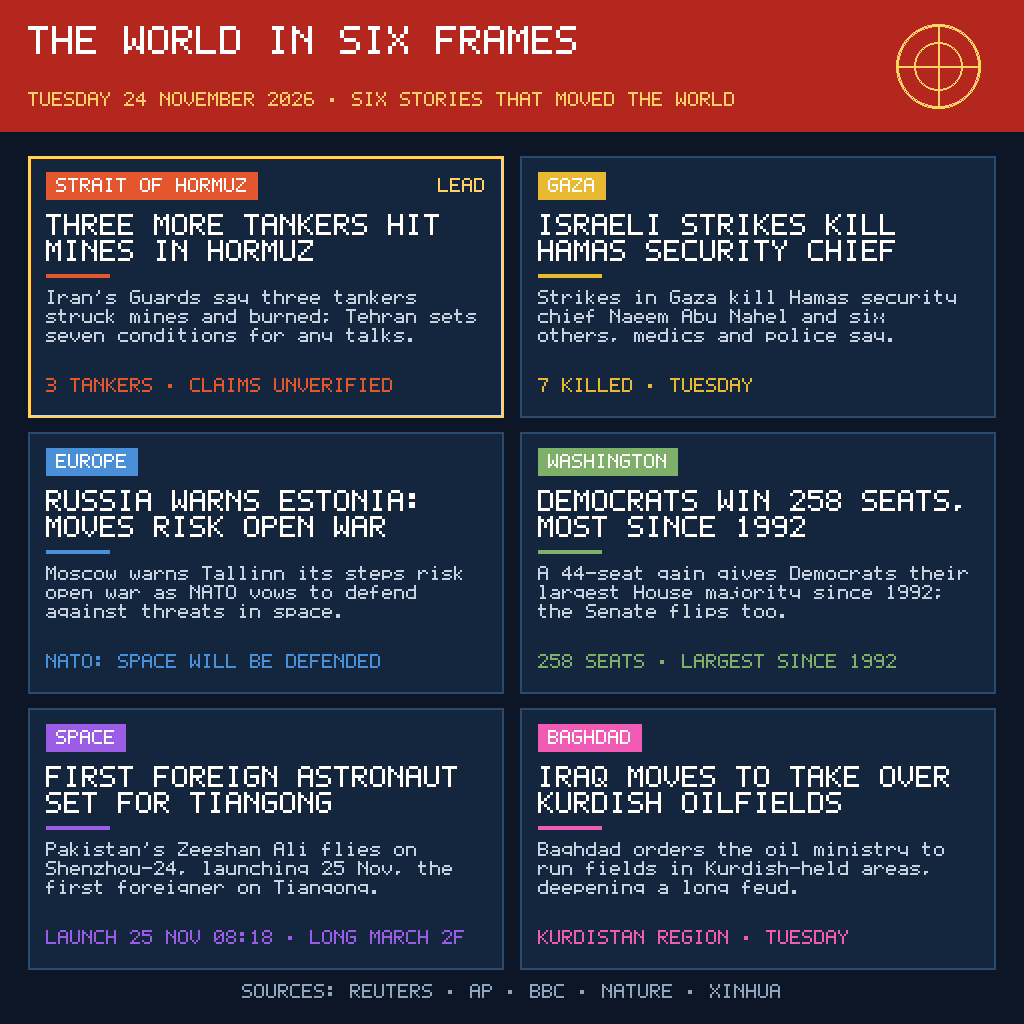 THE WORLD IN SIX FRAMES
TUESDAY 24 NOVEMBER 2026 · SIX STORIES THAT MOVED THE WORLD
STRAIT OF HORMUZ
LEAD
THREE MORE TANKERS HIT
MINES IN HORMUZ
Iran's Guards say three tankers
struck mines and burned; Tehran sets
seven conditions for any talks.
3 TANKERS · CLAIMS UNVERIFIED
GAZA
ISRAELI STRIKES KILL
HAMAS SECURITY CHIEF
Strikes in Gaza kill Hamas security
chief Naeem Abu Nahel and six
others, medics and police say.
7 KILLED · TUESDAY
EUROPE
RUSSIA WARNS ESTONIA:
MOVES RISK OPEN WAR
Moscow warns Tallinn its steps risk
open war as NATO vows to defend
against threats in space.
NATO: SPACE WILL BE DEFENDED
WASHINGTON
DEMOCRATS WIN 258 SEATS,
MOST SINCE 1992
A 44-seat gain gives Democrats their
largest House majority since 1992;
the Senate flips too.
258 SEATS · LARGEST SINCE 1992
SPACE
FIRST FOREIGN ASTRONAUT
SET FOR TIANGONG
Pakistan's Zeeshan Ali flies on
Shenzhou-24, launching 25 Nov, the
first foreigner on Tiangong.
LAUNCH 25 NOV 08:18 · LONG MARCH 2F
BAGHDAD
IRAQ MOVES TO TAKE OVER
KURDISH OILFIELDS
Baghdad orders the oil ministry to
run fields in Kurdish-held areas,
deepening a long feud.
KURDISTAN REGION · TUESDAY
SOURCES: REUTERS · AP · BBC · NATURE · XINHUA